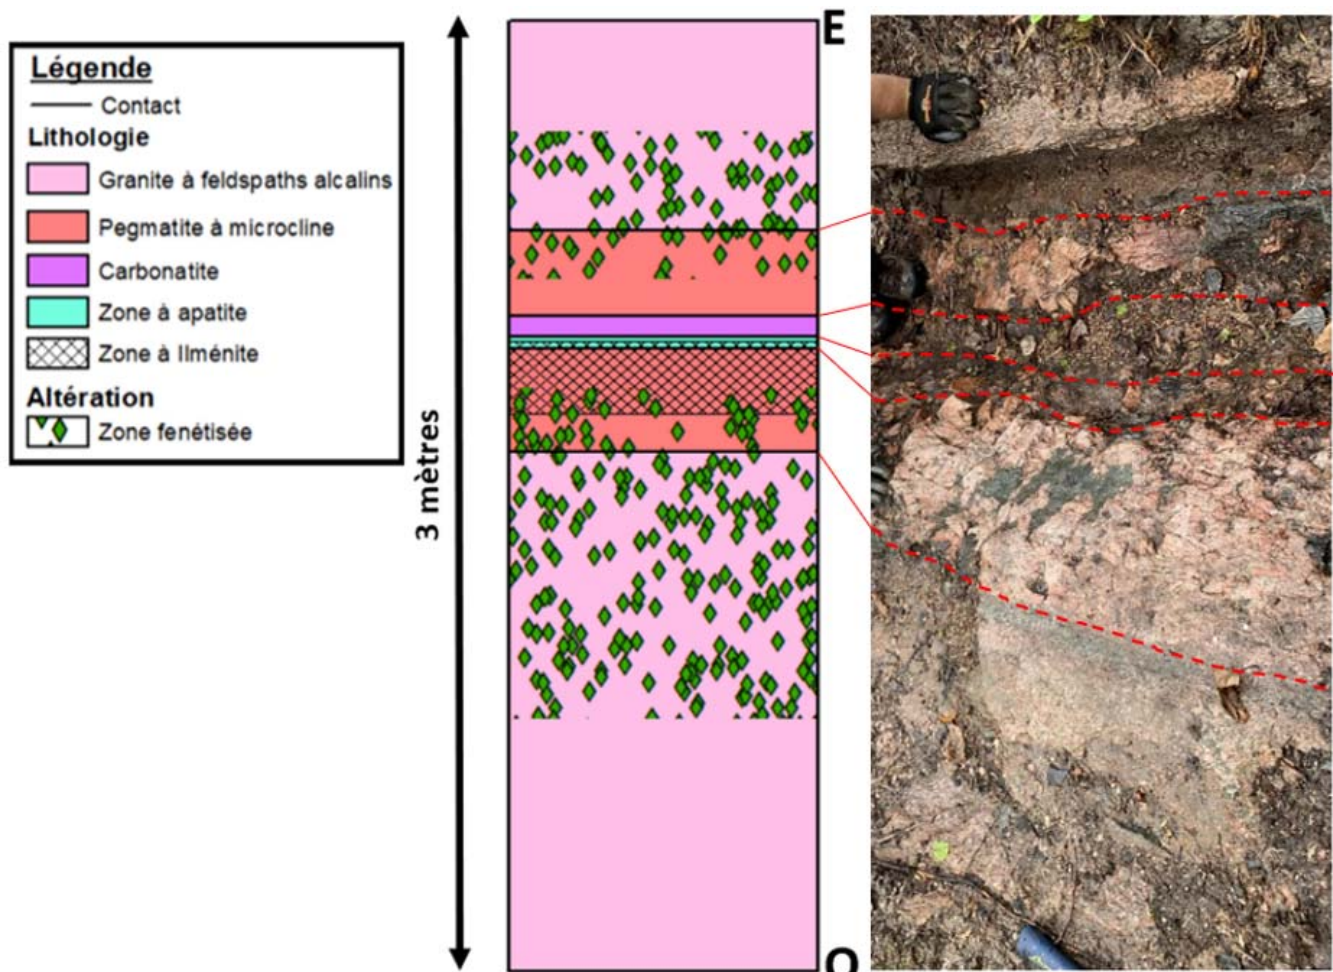 Légende
Contact
Lithologie
Granite à feldspaths alcalins
Pegmatite à microcline
Carbonatite
Zone à apatite
Zone à Ilménite
Altération
Zone fenétisée
3 mètres
E
O